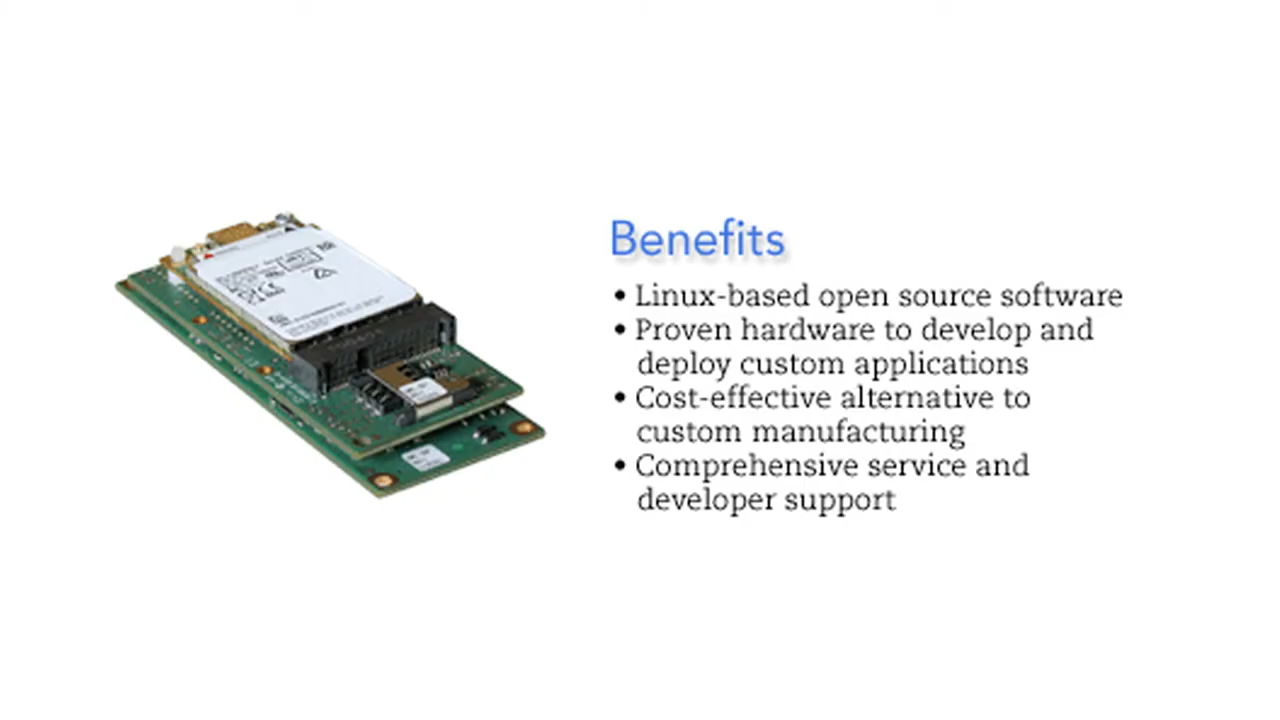 Benefits
• Linux-based open source software
• Proven hardware to develop and
deploy custom applications
• Cost-effective alternative to
custom manufacturing
• Comprehensive service and
developer support